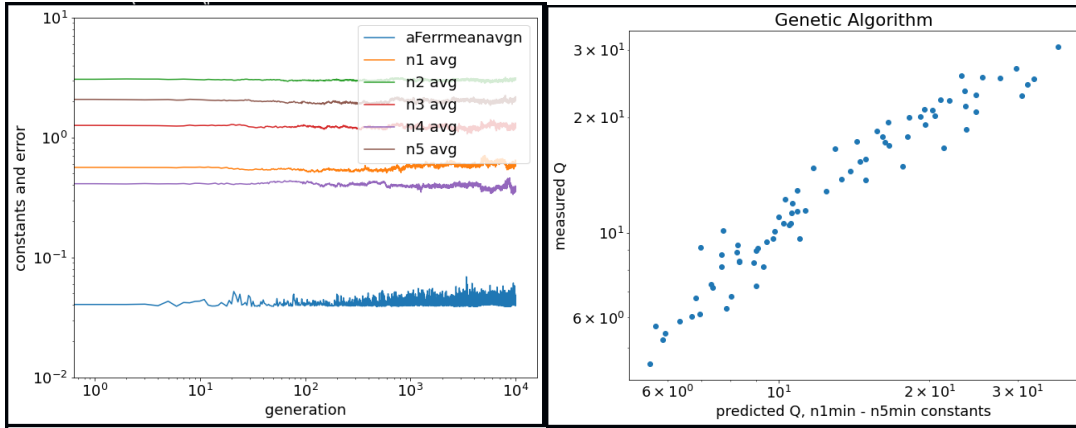 10¹
10⁰
10⁻¹
10⁻²
constants and error
aFerrmeanavgn
n1 avg
n2 avg
n3 avg
n4 avg
n5 avg
10⁰
10¹
10²
10³
10⁴
generation
Genetic Algorithm
3 × 10¹
2 × 10¹
10¹
6 × 10⁰
measured Q
6 × 10⁰
10¹
2 × 10¹
3 × 10¹
predicted Q, n1min - n5min constants